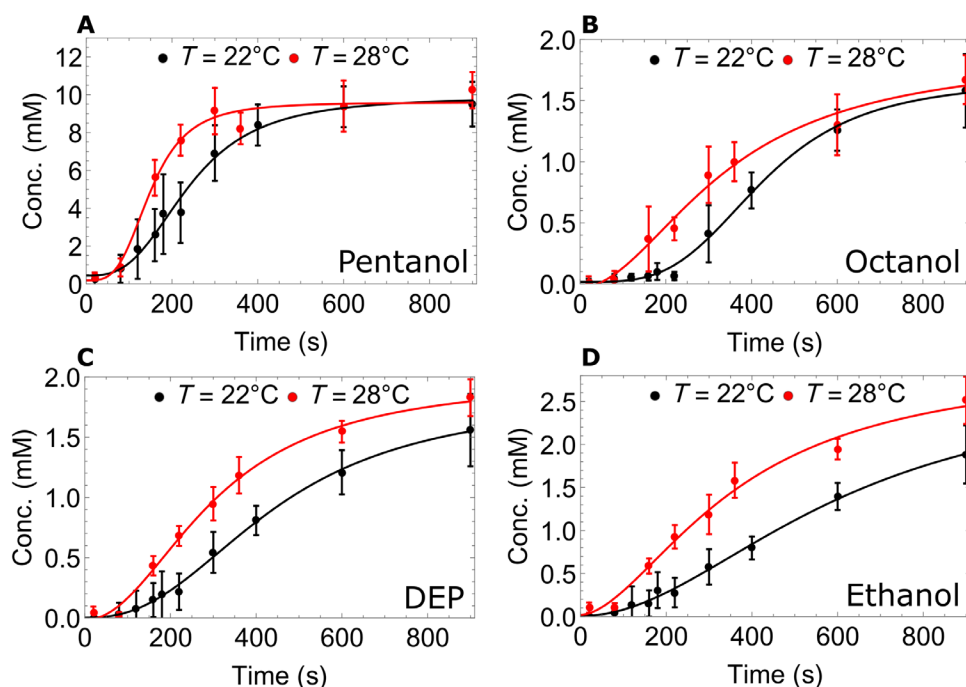 A
T = 22°C T = 28°C
Conc. (mM)
12
10
8
6
4
2
0
Pentanol
0 200 400 600 800
Time (s)
B
T = 22°C T = 28°C
Conc. (mM)
2.0
1.5
1.0
0.5
0.0
Octanol
0 200 400 600 800
Time (s)
C
T = 22°C T = 28°C
Conc. (mM)
2.0
1.5
1.0
0.5
0.0
DEP
0 200 400 600 800
Time (s)
D
T = 22°C T = 28°C
Conc. (mM)
2.5
2.0
1.5
1.0
0.5
0.0
Ethanol
0 200 400 600 800
Time (s)